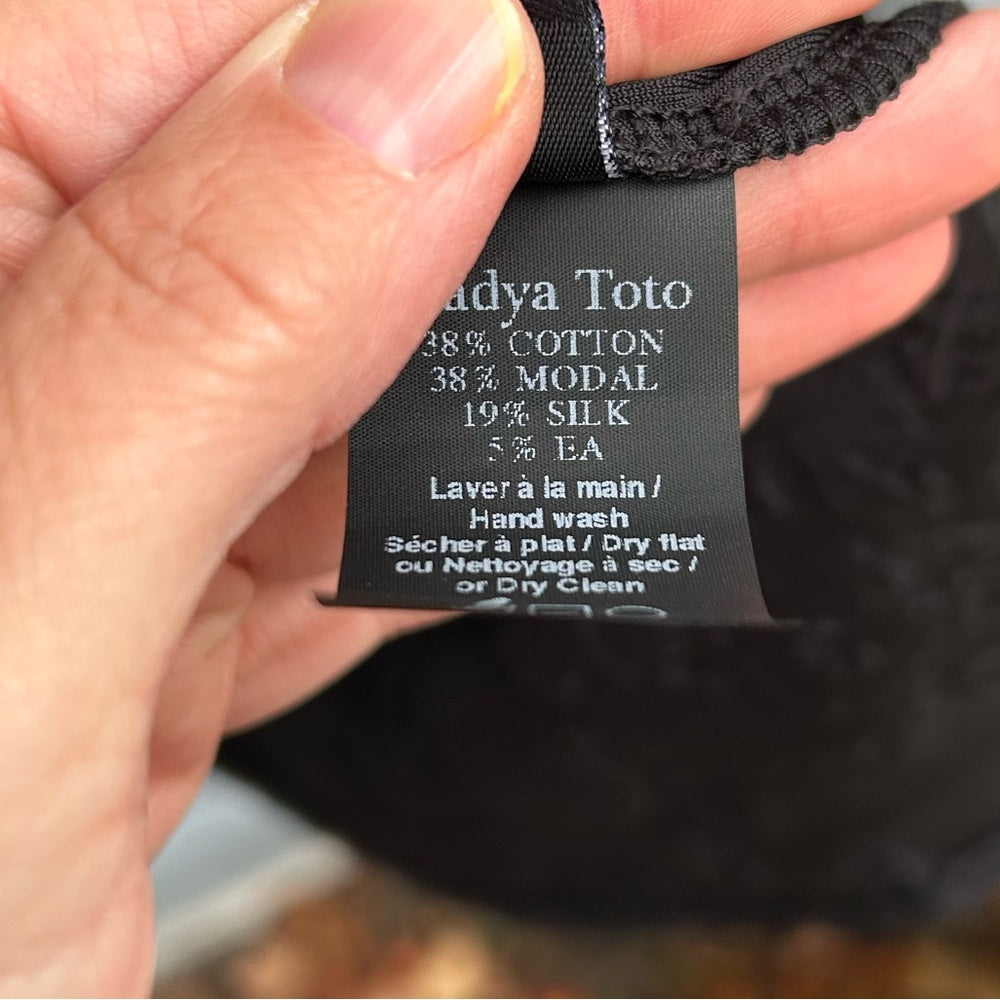 adya Toto
38% COTTON
38% MODAL
19% SILK
5% EA
Laver à la main /
Hand wash
Sécher à plat / Dry flat
ou Nettoyage à sec /
or Dry Clean